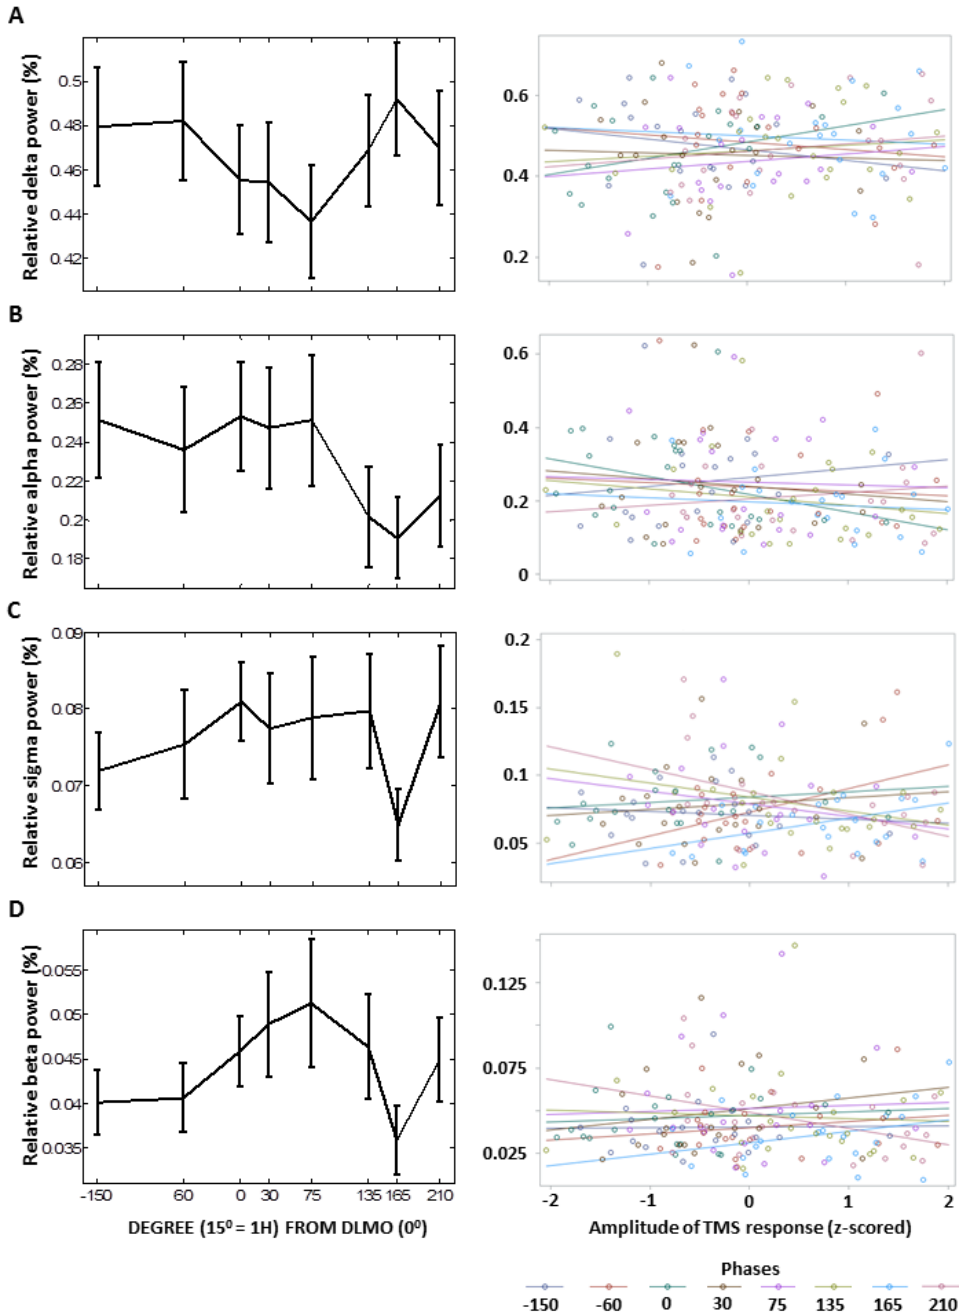 A
Relative delta power (%)
0.5
0.48
0.46
0.44
0.42
0.6
0.4
0.2
B
Relative alpha power (%)
0.28
0.26
0.24
0.22
0.2
0.18
0.6
0.4
0.2
0
C
Relative sigma power (%)
0.09
0.08
0.07
0.06
0.2
0.15
0.1
0.05
D
Relative beta power (%)
0.055
0.05
0.045
0.04
0.035
0.125
0.075
0.025
-150 60 0 30 75 135 165 210
DEGREE (15⁰ = 1H) FROM DLMO (0⁰)
-2 -1 0 1 2
Amplitude of TMS response (z-scored)
Phases
-150 -60 0 30 75 135 165 210